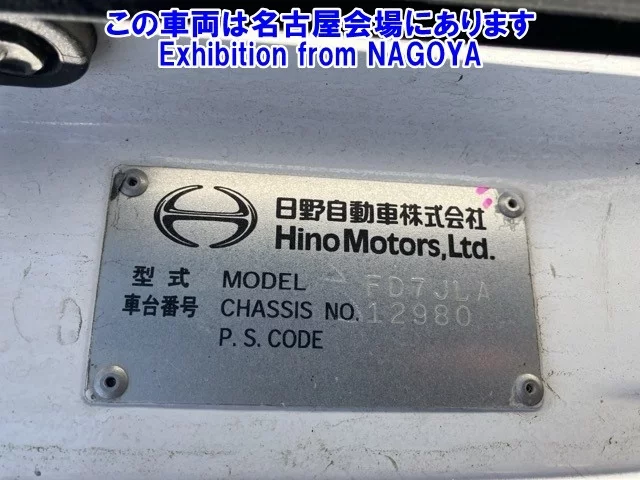 この車両は名古屋会場にあります
Exhibition from NAGOYA
日野自動車株式会社
Hino Motors, Ltd.
型式 MODEL FD7JLA
車台番号 CHASSIS NO. 12980
P. S. CODE